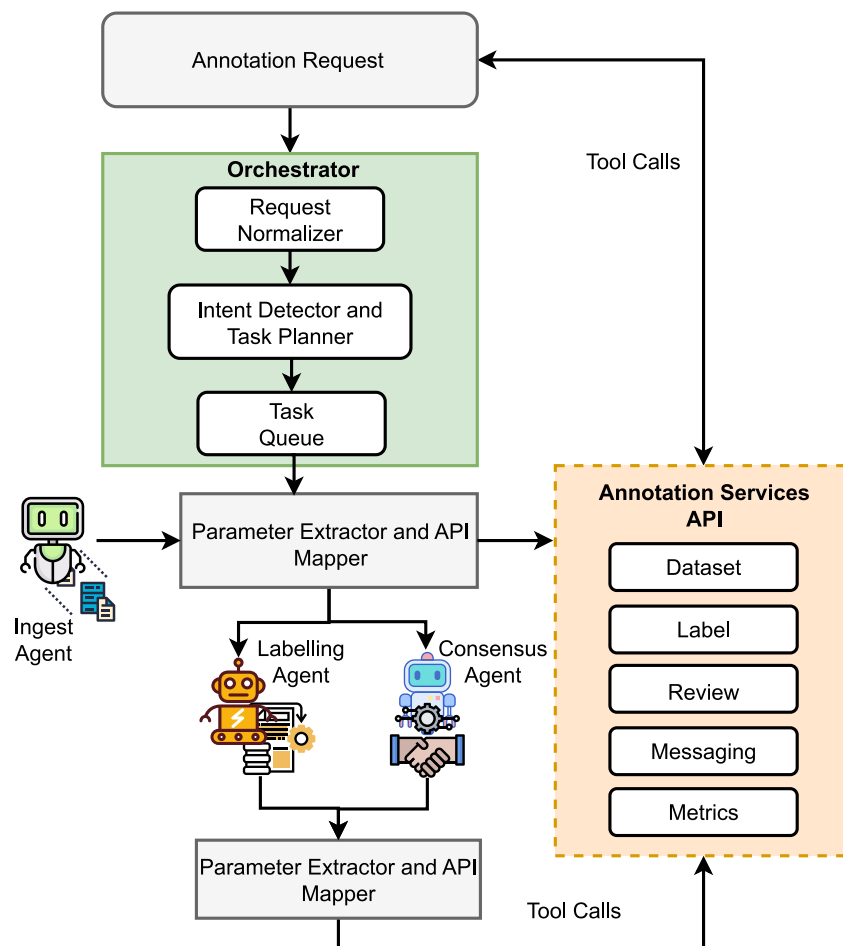 Annotation Request
Tool Calls
Orchestrator
Request
Normalizer
Intent Detector and
Task Planner
Task
Queue
Parameter Extractor and API
Mapper
Ingest
Agent
Annotation Services
API
Dataset
Label
Review
Messaging
Metrics
Labelling
Agent
Consensus
Agent
Parameter Extractor and API
Mapper
Tool Calls